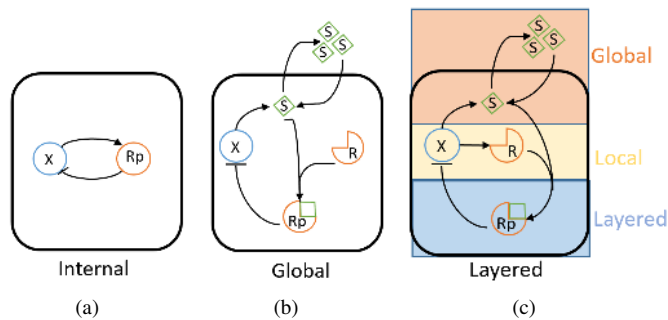 X
Rp
Internal
(a)
S
S
S
S
X
R
Rp
Global
(b)
S
S
S
S
X
R
Rp
Global
Local
Layered
Layered
(c)